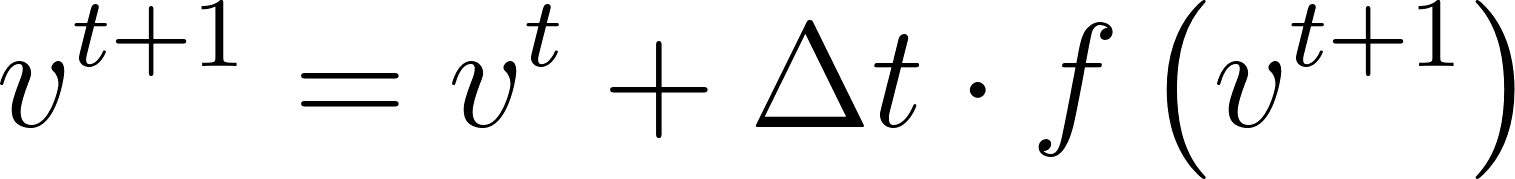 v^{t+1} = v^t + Δt · f (v^{t+1})